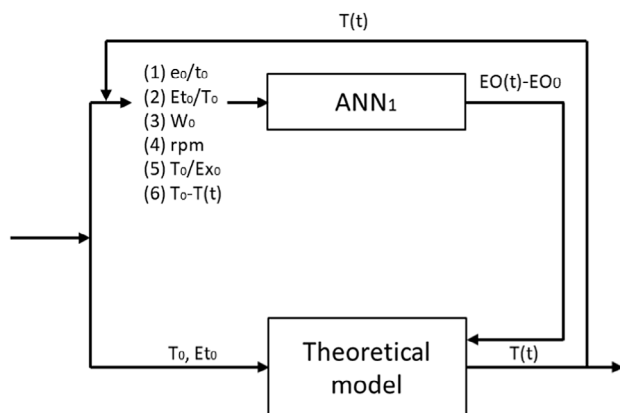 T(t)
(1) e₀/t₀
(2) Et₀/T₀
(3) W₀
(4) rpm
(5) T₀/Ex₀
(6) T₀-T(t)
ANN₁
EO(t)-EO₀
T₀, Et₀
Theoretical
model
T(t)